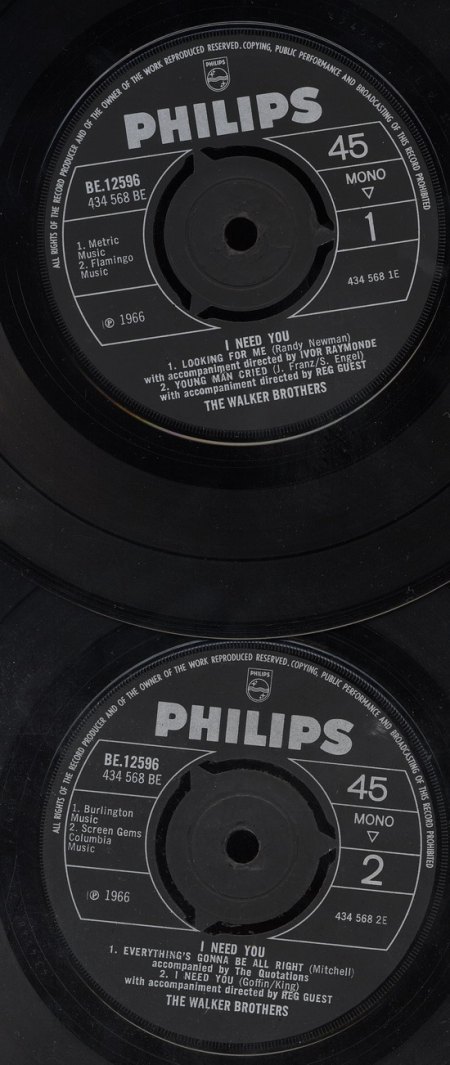 ALL RIGHTS OF THE RECORD PRODUCER AND OF THE OWNER OF THE WORK REPRODUCED RESERVED. COPYING, PUBLIC PERFORMANCE AND BROADCASTING OF THIS RECORD PROHIBITED
PHILIPS
PHILIPS
BE.12596
434 568 BE
45
MONO
1
1. Metric
Music
2. Flamingo
Music
434 568 1E
℗ 1966
I NEED YOU
1. LOOKING FOR ME (Randy Newman)
with accompaniment directed by IVOR RAYMONDE
2. YOUNG MAN CRIED (J. Franz/S. Engel)
with accompaniment directed by REG GUEST
THE WALKER BROTHERS
ALL RIGHTS OF THE RECORD PRODUCER AND OF THE OWNER OF THE WORK REPRODUCED RESERVED. COPYING, PUBLIC PERFORMANCE AND BROADCASTING OF THIS RECORD PROHIBITED
PHILIPS
PHILIPS
BE.12596
434 568 BE
45
MONO
2
1. Burlington
Music
2. Screen Gems
Columbia
Music
434 568 2E
℗ 1966
I NEED YOU
1. EVERYTHING'S GONNA BE ALL RIGHT (Mitchell)
accompanied by The Quotations
2. I NEED YOU (Goffin/King)
with accompaniment directed by REG GUEST
THE WALKER BROTHERS